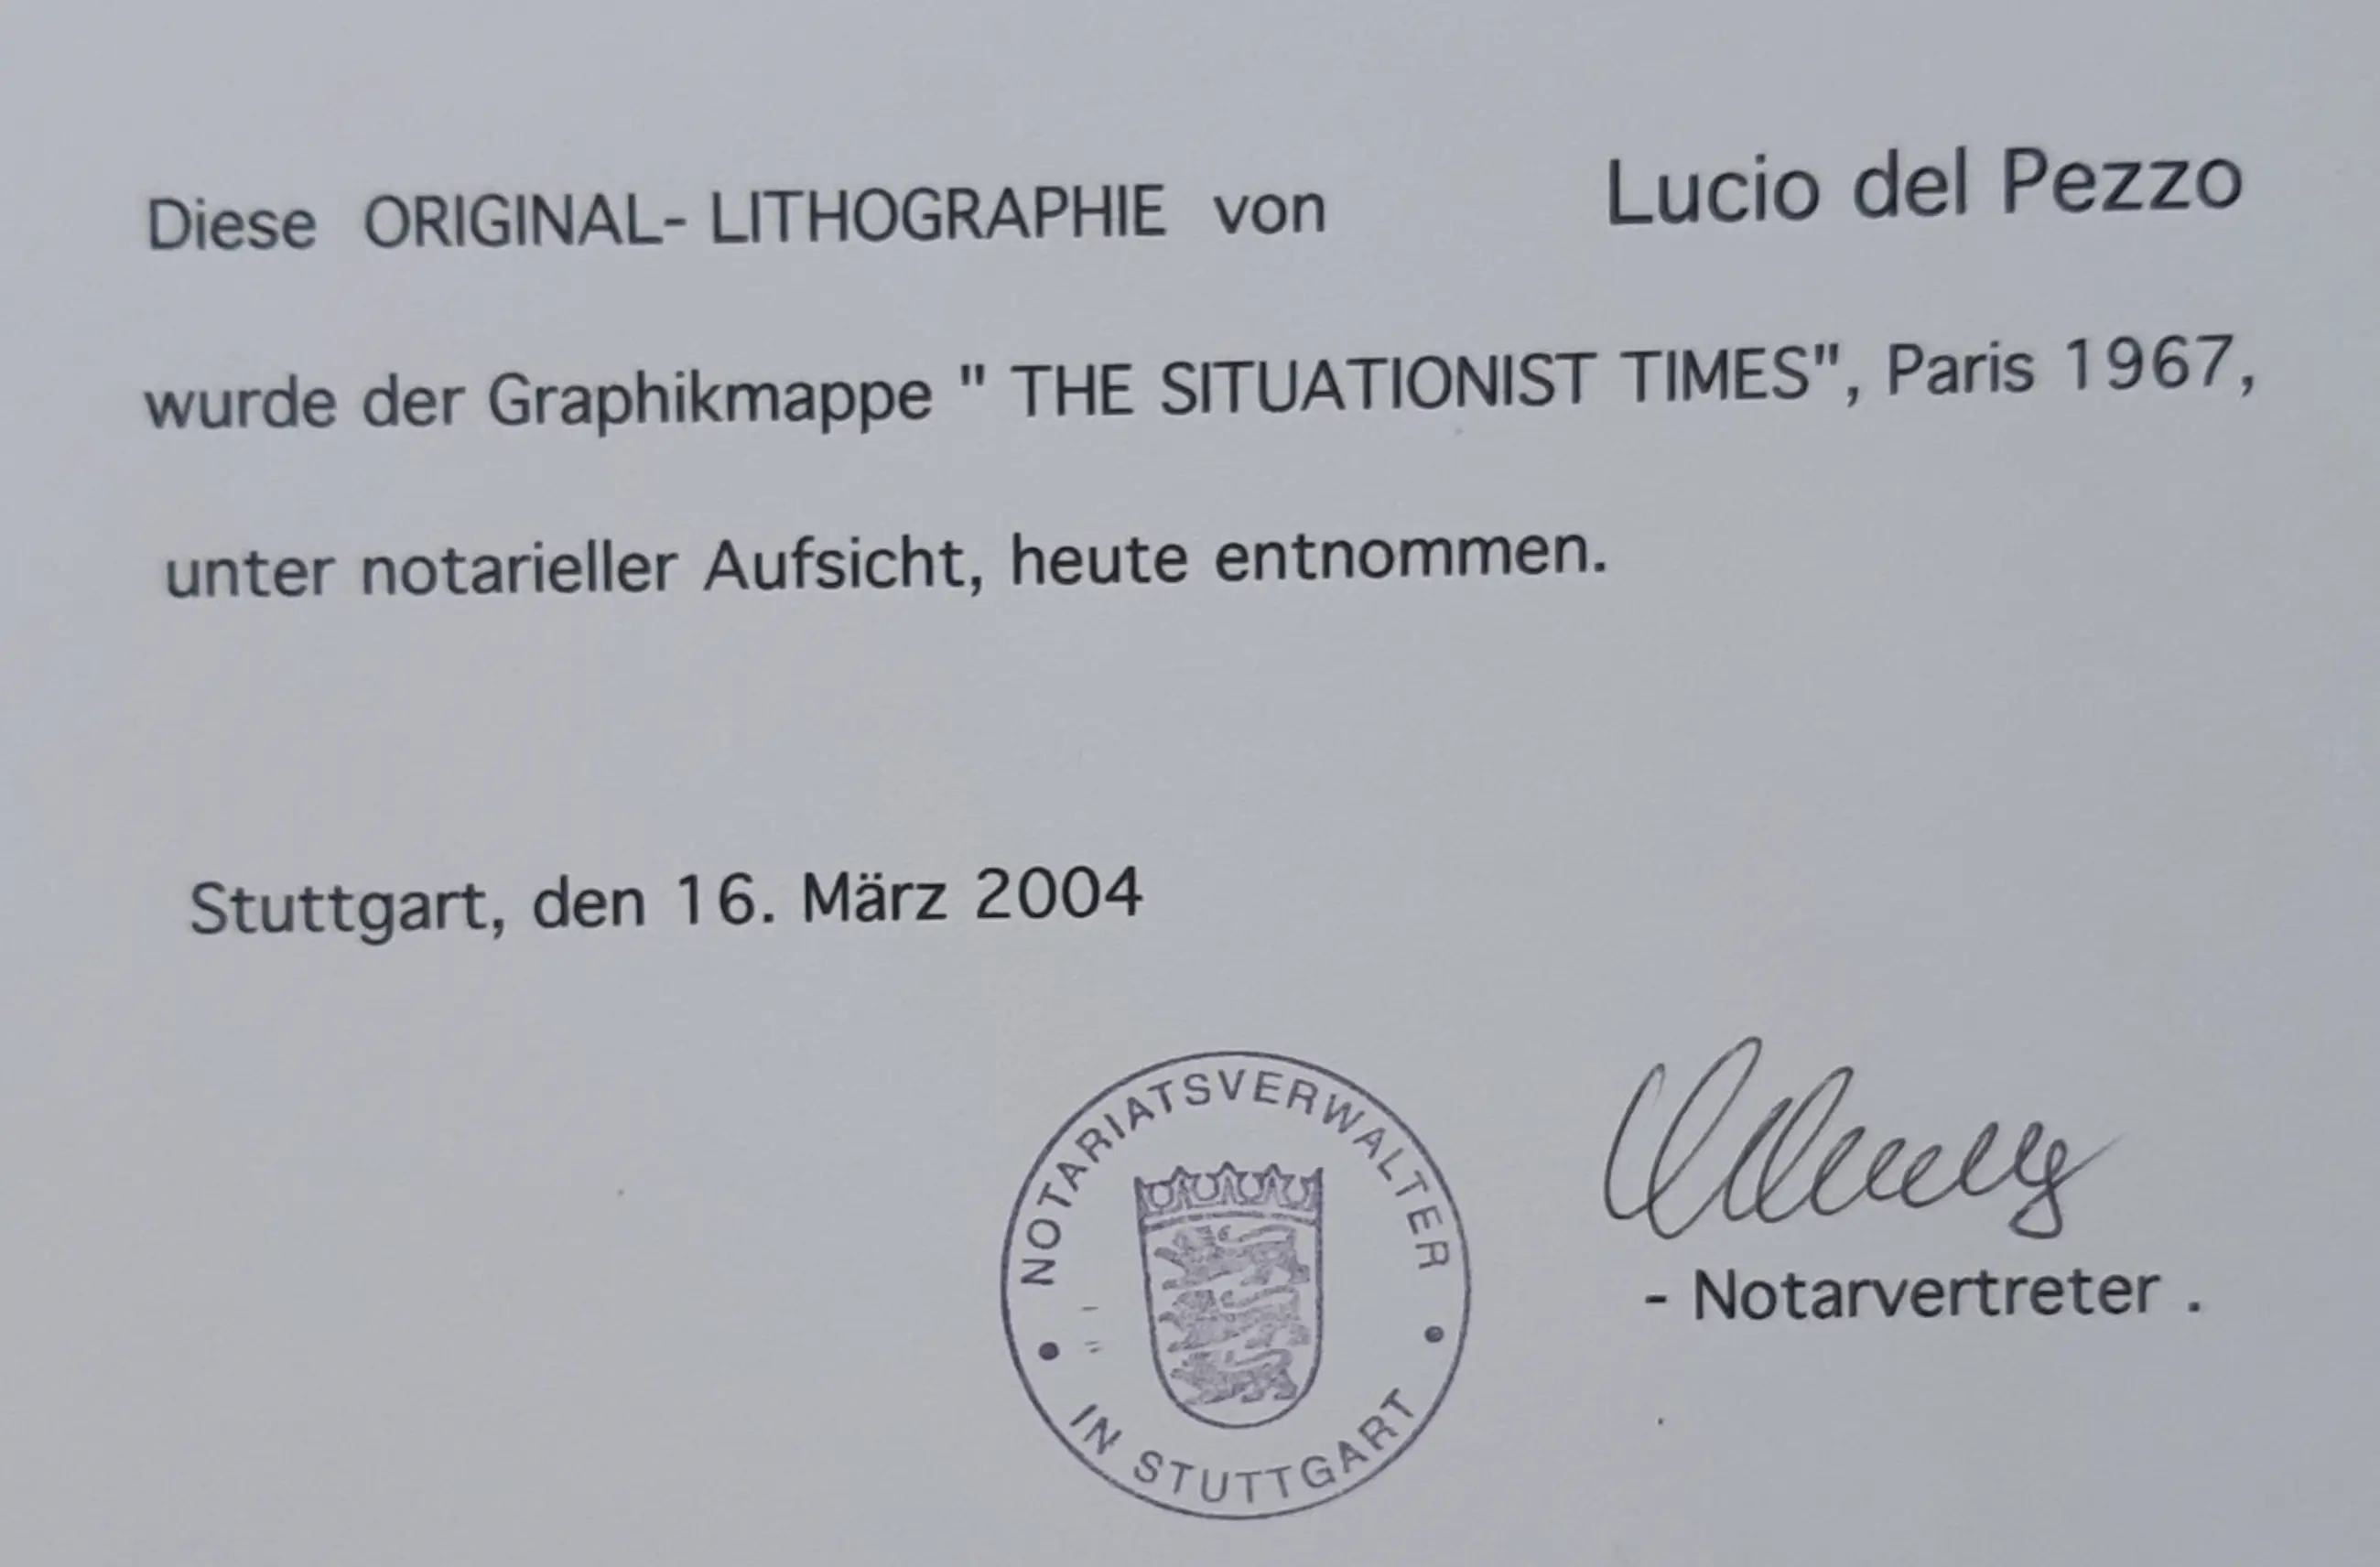 Diese ORIGINAL- LITHOGRAPHIE von Lucio del Pezzo
wurde der Graphikmappe " THE SITUATIONIST TIMES", Paris 1967,
unter notarieller Aufsicht, heute entnommen.
Stuttgart, den 16. März 2004
NOTARIATSVERWALTER
IN STUTTGART
- Notarvertreter .